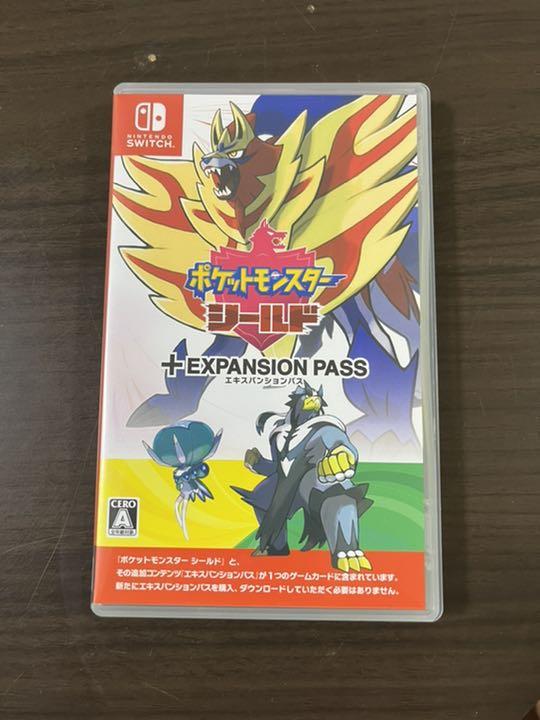 NINTENDO
SWITCH™
ポケットモンスター
シールド
+EXPANSION PASS
エキスパンションパス
CERO
A
全年齢対象
『ポケットモンスター シールド』と、
その追加コンテンツ『エキスパンションパス』が1つのゲームカードに含まれています。
新たにエキスパンションパスを購入、ダウンロードしていただく必要はありません。